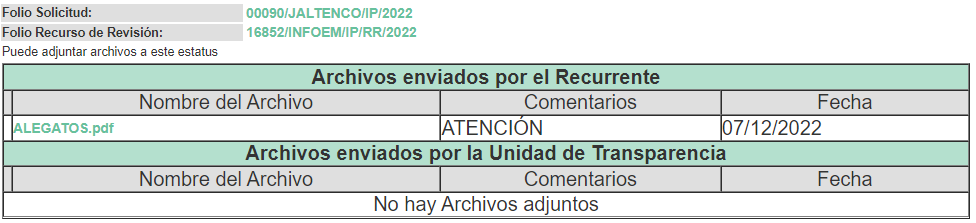 Folio Solicitud: 00090/JALTENCO/IP/2022
Folio Recurso de Revisión: 16852/INFOEM/IP/RR/2022
Puede adjuntar archivos a este estatus
Archivos enviados por el Recurrente
Nombre del Archivo Comentarios Fecha
ALEGATOS.pdf ATENCIÓN 07/12/2022
Archivos enviados por la Unidad de Transparencia
Nombre del Archivo Comentarios Fecha
No hay Archivos adjuntos